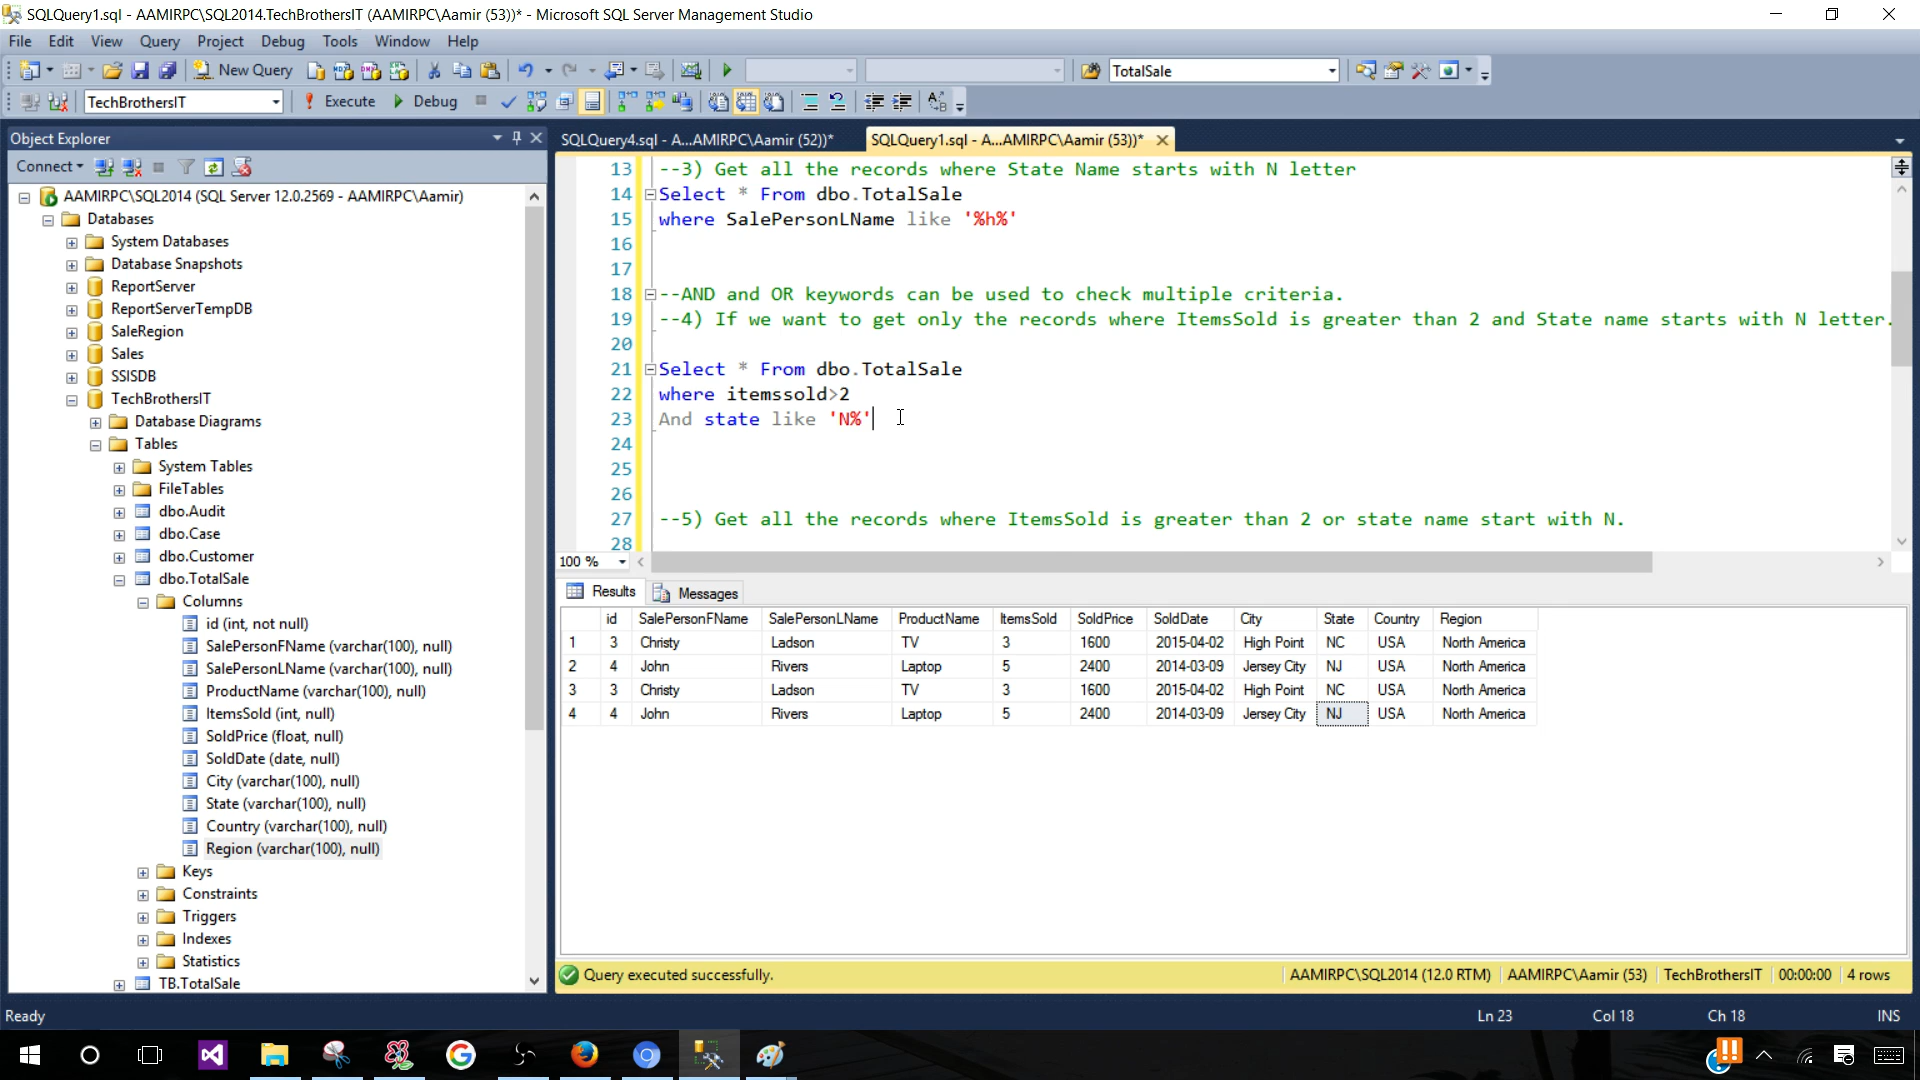 SQLQuery1.sql - AAMIRPC\SQL2014.TechBrothersIT (AAMIRPC\Aamir (53))* - Microsoft SQL Server Management Studio
File Edit View Query Project Debug Tools Window Help
New Query TotalSale
TechBrothersIT Execute Debug
Object Explorer
Connect
AAMIRPC\SQL2014 (SQL Server 12.0.2569 - AAMIRPC\Aamir)
Databases
System Databases
Database Snapshots
ReportServer
ReportServerTempDB
SaleRegion
Sales
SSISDB
TechBrothersIT
Database Diagrams
Tables
System Tables
FileTables
dbo.Audit
dbo.Case
dbo.Customer
dbo.TotalSale
Columns
id (int, not null)
SalePersonFName (varchar(100), null)
SalePersonLName (varchar(100), null)
ProductName (varchar(100), null)
ItemsSold (int, null)
SoldPrice (float, null)
SoldDate (date, null)
City (varchar(100), null)
State (varchar(100), null)
Country (varchar(100), null)
Region (varchar(100), null)
Keys
Constraints
Triggers
Indexes
Statistics
TB.TotalSale
SQLQuery4.sql - A...AMIRPC\Aamir (52))* SQLQuery1.sql - A...AMIRPC\Aamir (53))*
13 --3) Get all the records where State Name starts with N letter
14 Select * From dbo.TotalSale
15 where SalePersonLName like '%h%'
16
17
18 --AND and OR keywords can be used to check multiple criteria.
19 --4) If we want to get only the records where ItemsSold is greater than 2 and State name starts with N letter.
20
21 Select * From dbo.TotalSale
22 where itemssold>2
23 And state like 'N%'
24
25
26
27 --5) Get all the records where ItemsSold is greater than 2 or state name start with N.
28
100 %
Results Messages
id SalePersonFName SalePersonLName ProductName ItemsSold SoldPrice SoldDate City State Country Region
1 3 Christy Ladson TV 3 1600 2015-04-02 High Point NC USA North America
2 4 John Rivers Laptop 5 2400 2014-03-09 Jersey City NJ USA North America
3 3 Christy Ladson TV 3 1600 2015-04-02 High Point NC USA North America
4 4 John Rivers Laptop 5 2400 2014-03-09 Jersey City NJ USA North America
Query executed successfully. AAMIRPC\SQL2014 (12.0 RTM) AAMIRPC\Aamir (53) TechBrothersIT 00:00:00 4 rows
Ready Ln 23 Col 18 Ch 18 INS